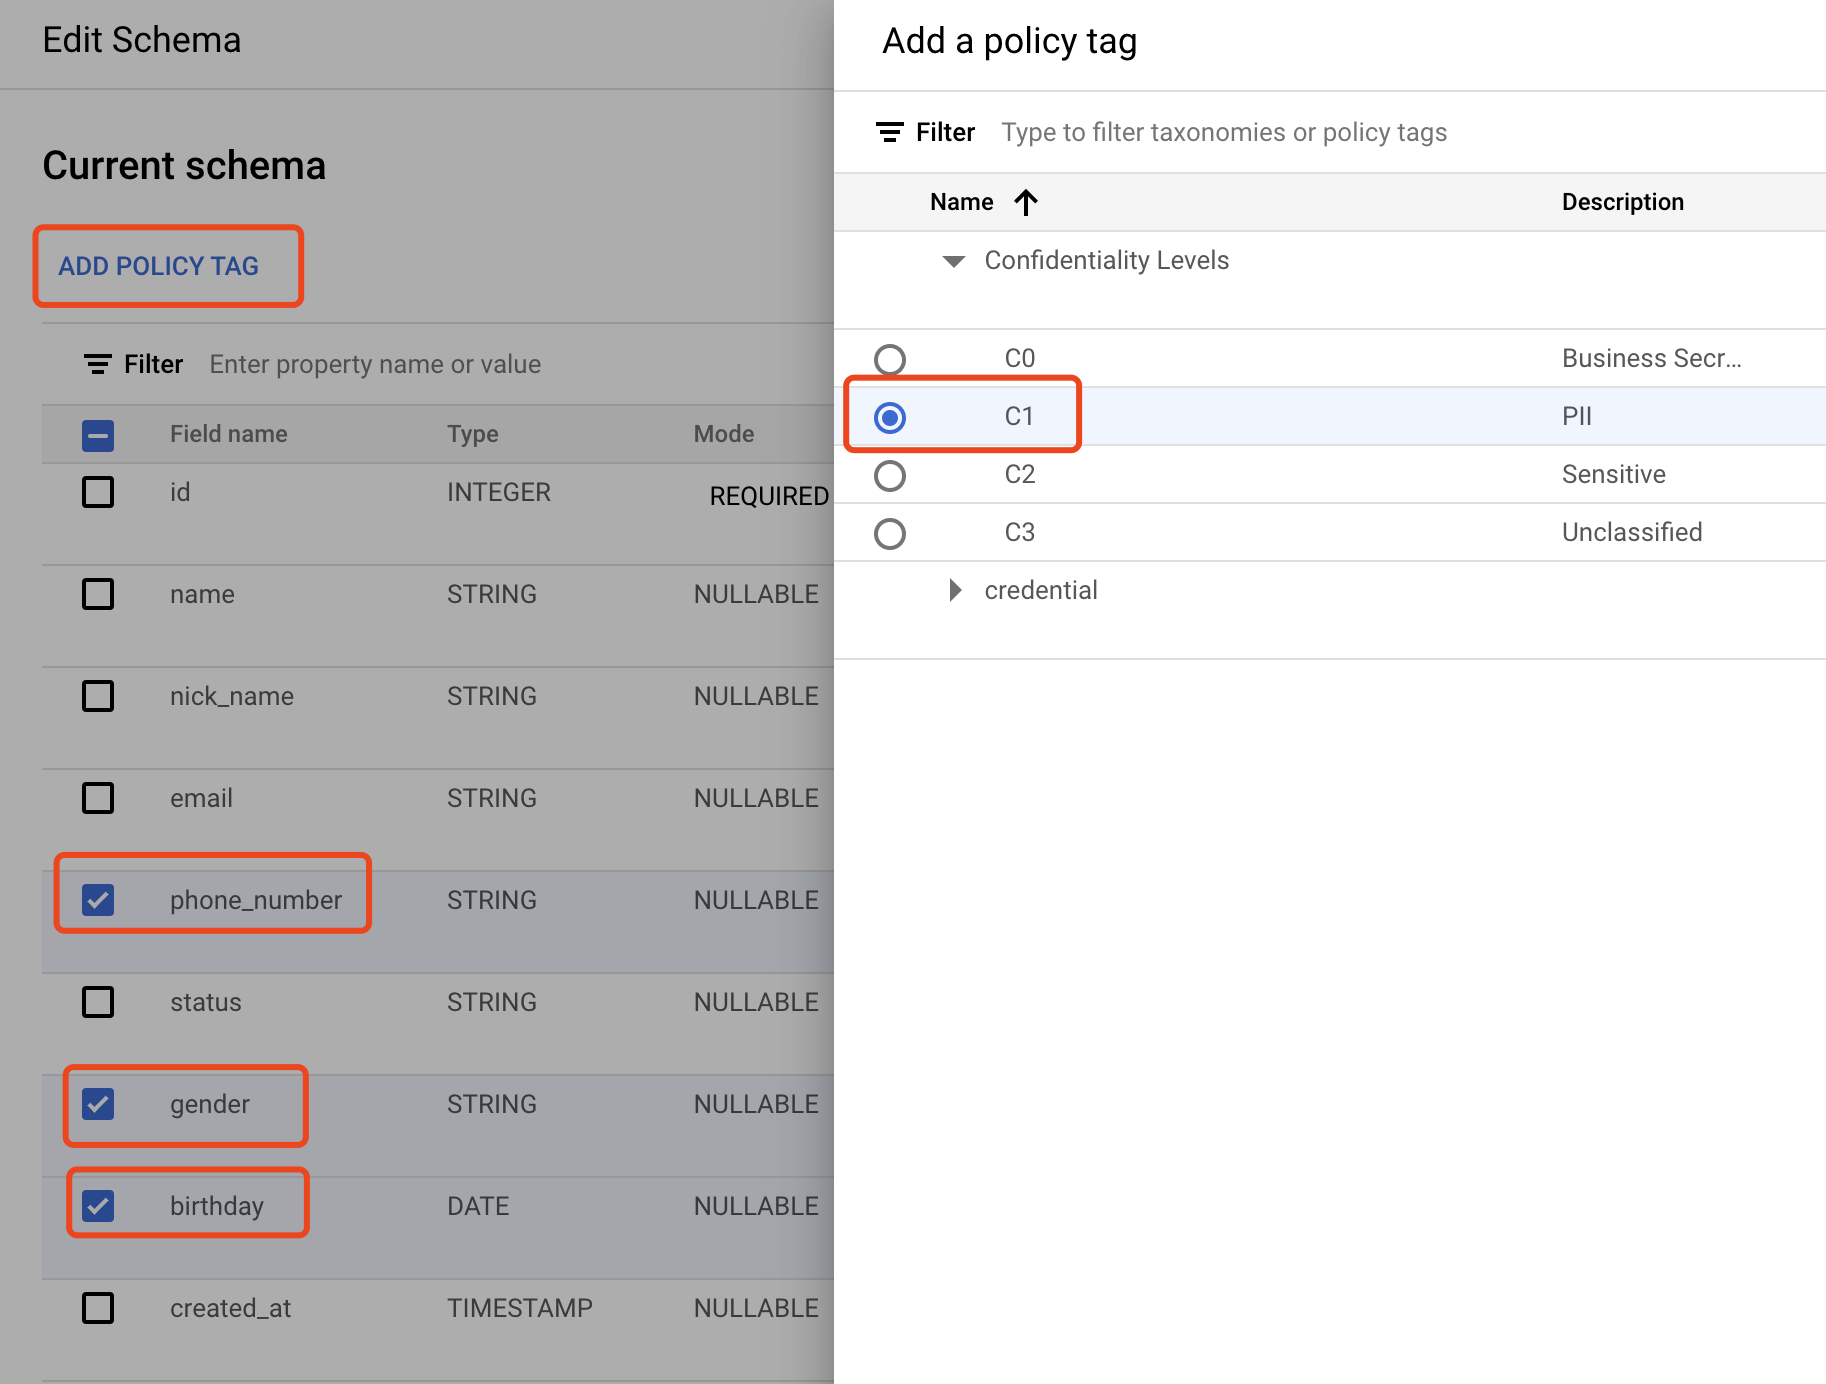 Edit Schema
Current schema
ADD POLICY TAG
Filter Enter property name or value
Field name Type Mode
id INTEGER REQUIRED
name STRING NULLABLE
nick_name STRING NULLABLE
email STRING NULLABLE
phone_number STRING NULLABLE
status STRING NULLABLE
gender STRING NULLABLE
birthday DATE NULLABLE
created_at TIMESTAMP NULLABLE
Add a policy tag
Filter Type to filter taxonomies or policy tags
Name Description
Confidentiality Levels
C0 Business Secr...
C1 PII
C2 Sensitive
C3 Unclassified
credential